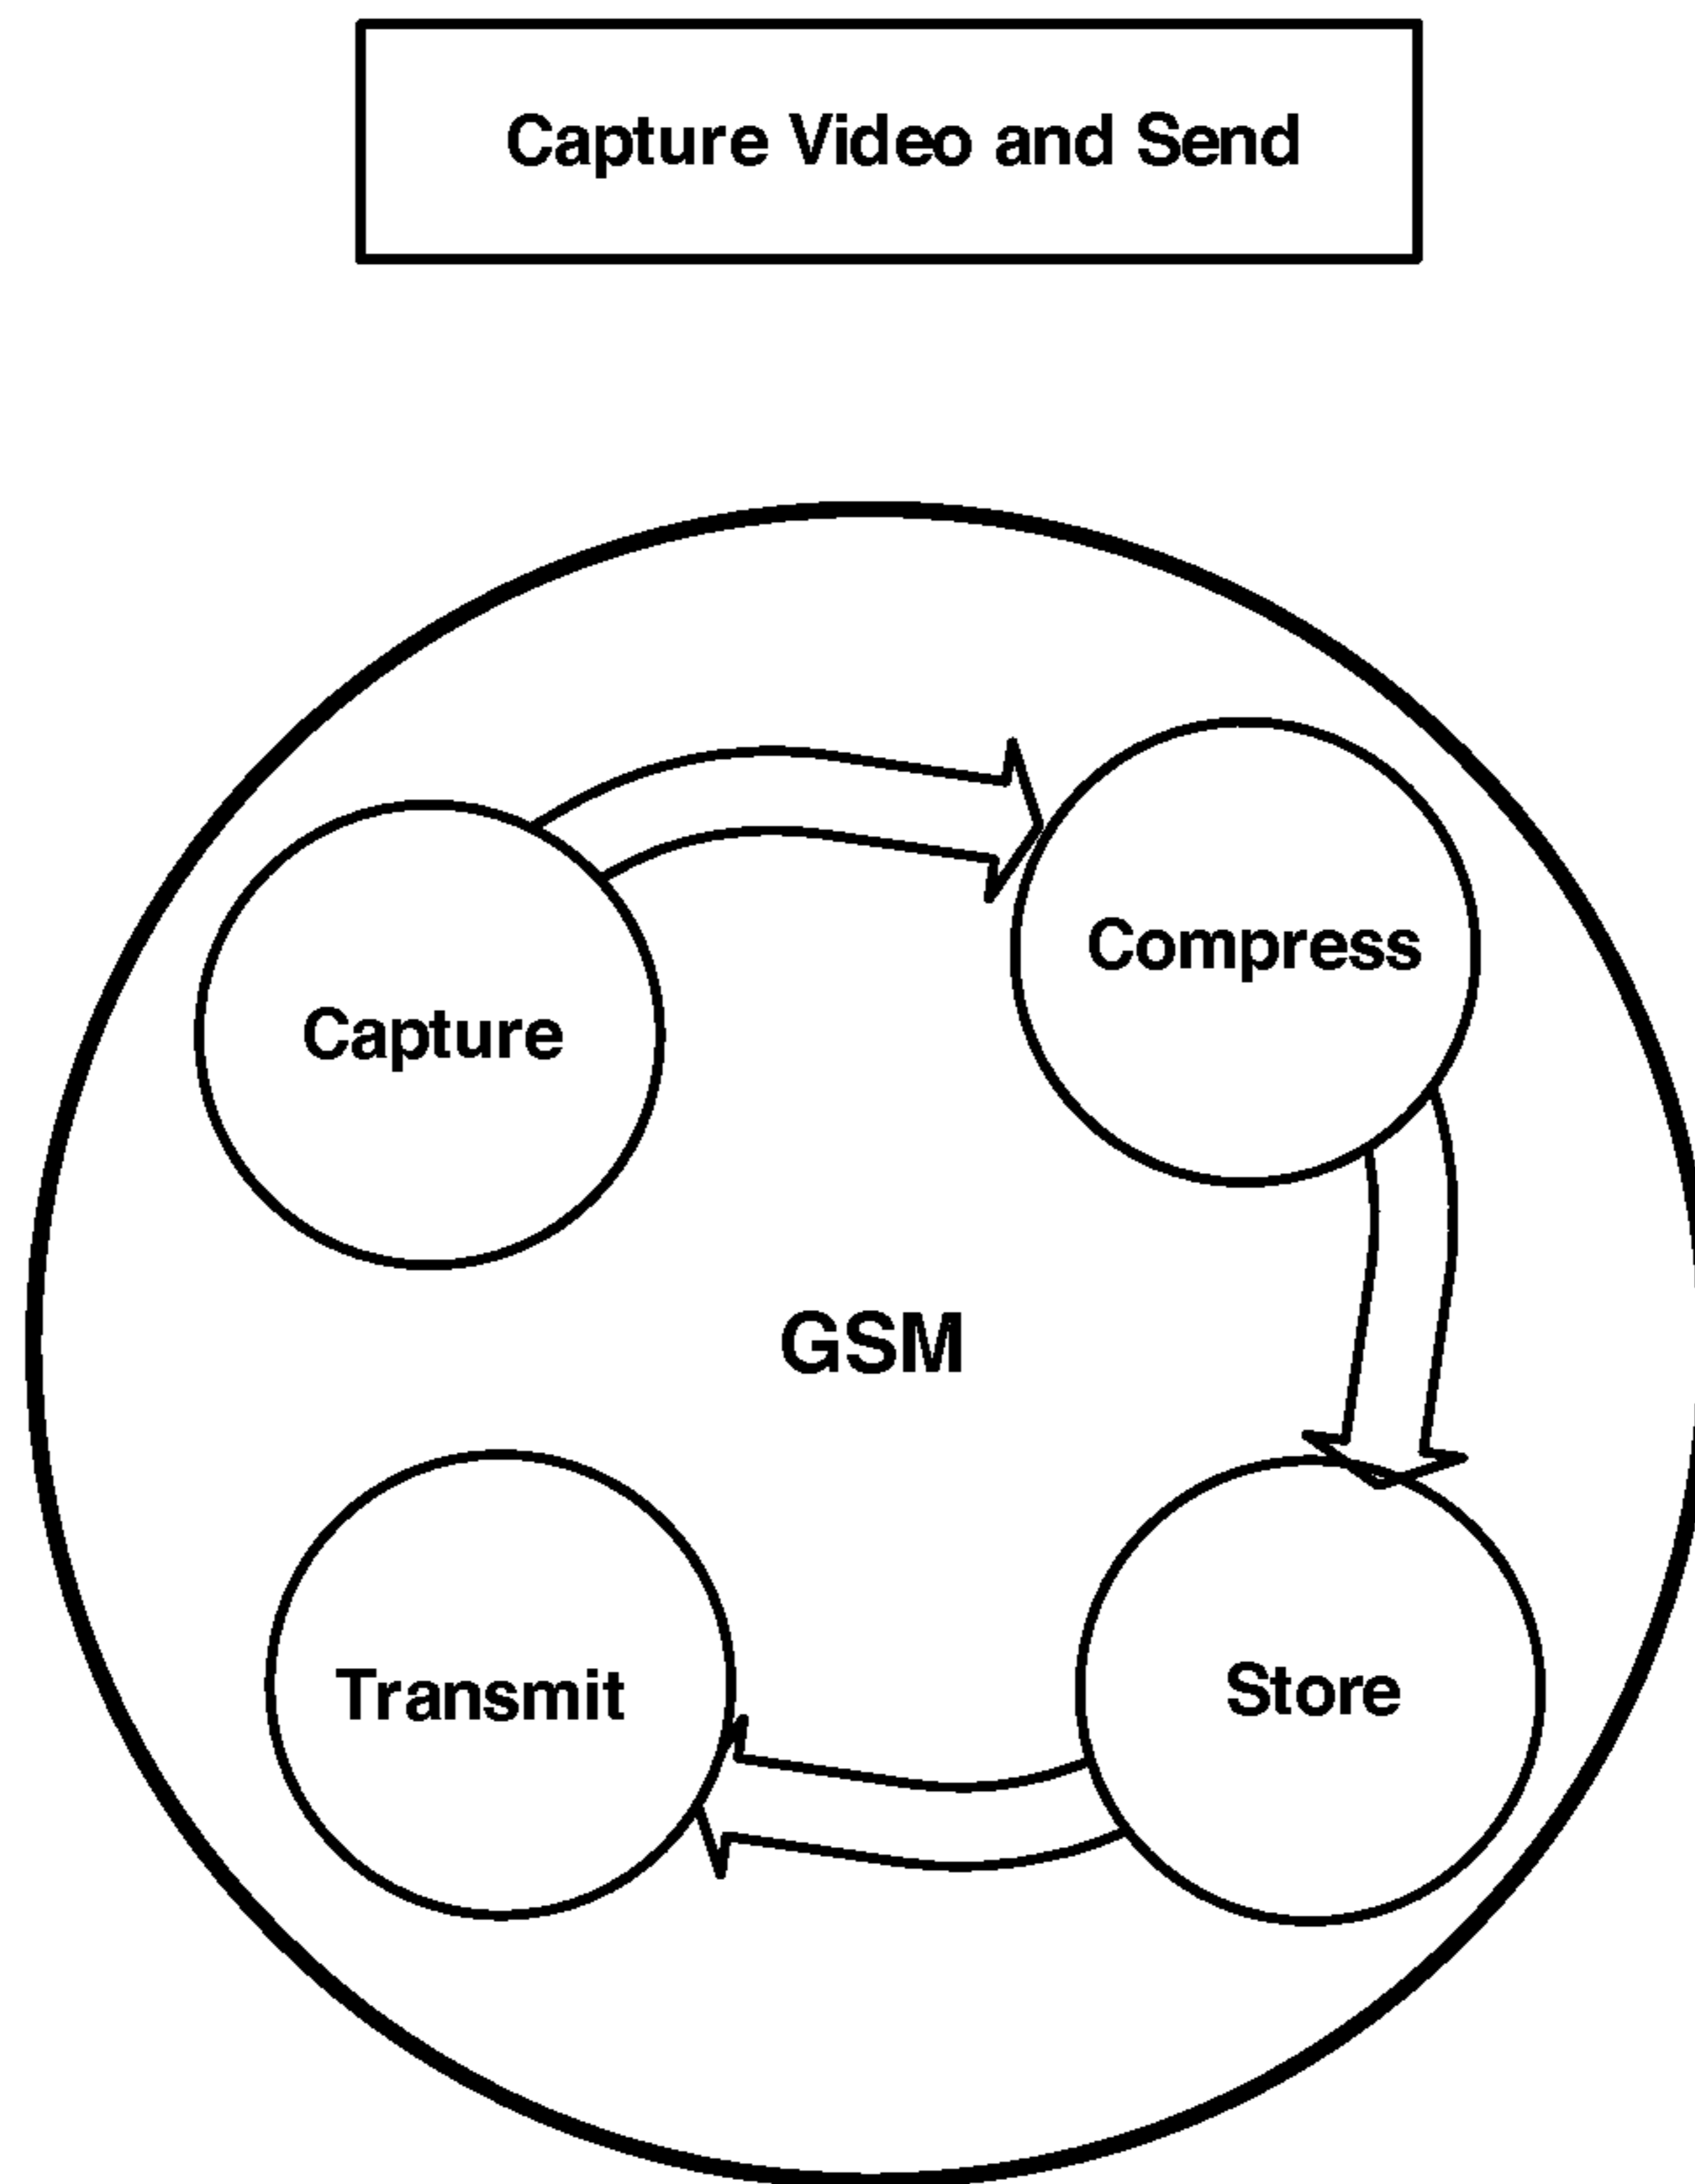 Capture Video and Send
Compress
Capture
GSM
Transmit
Store